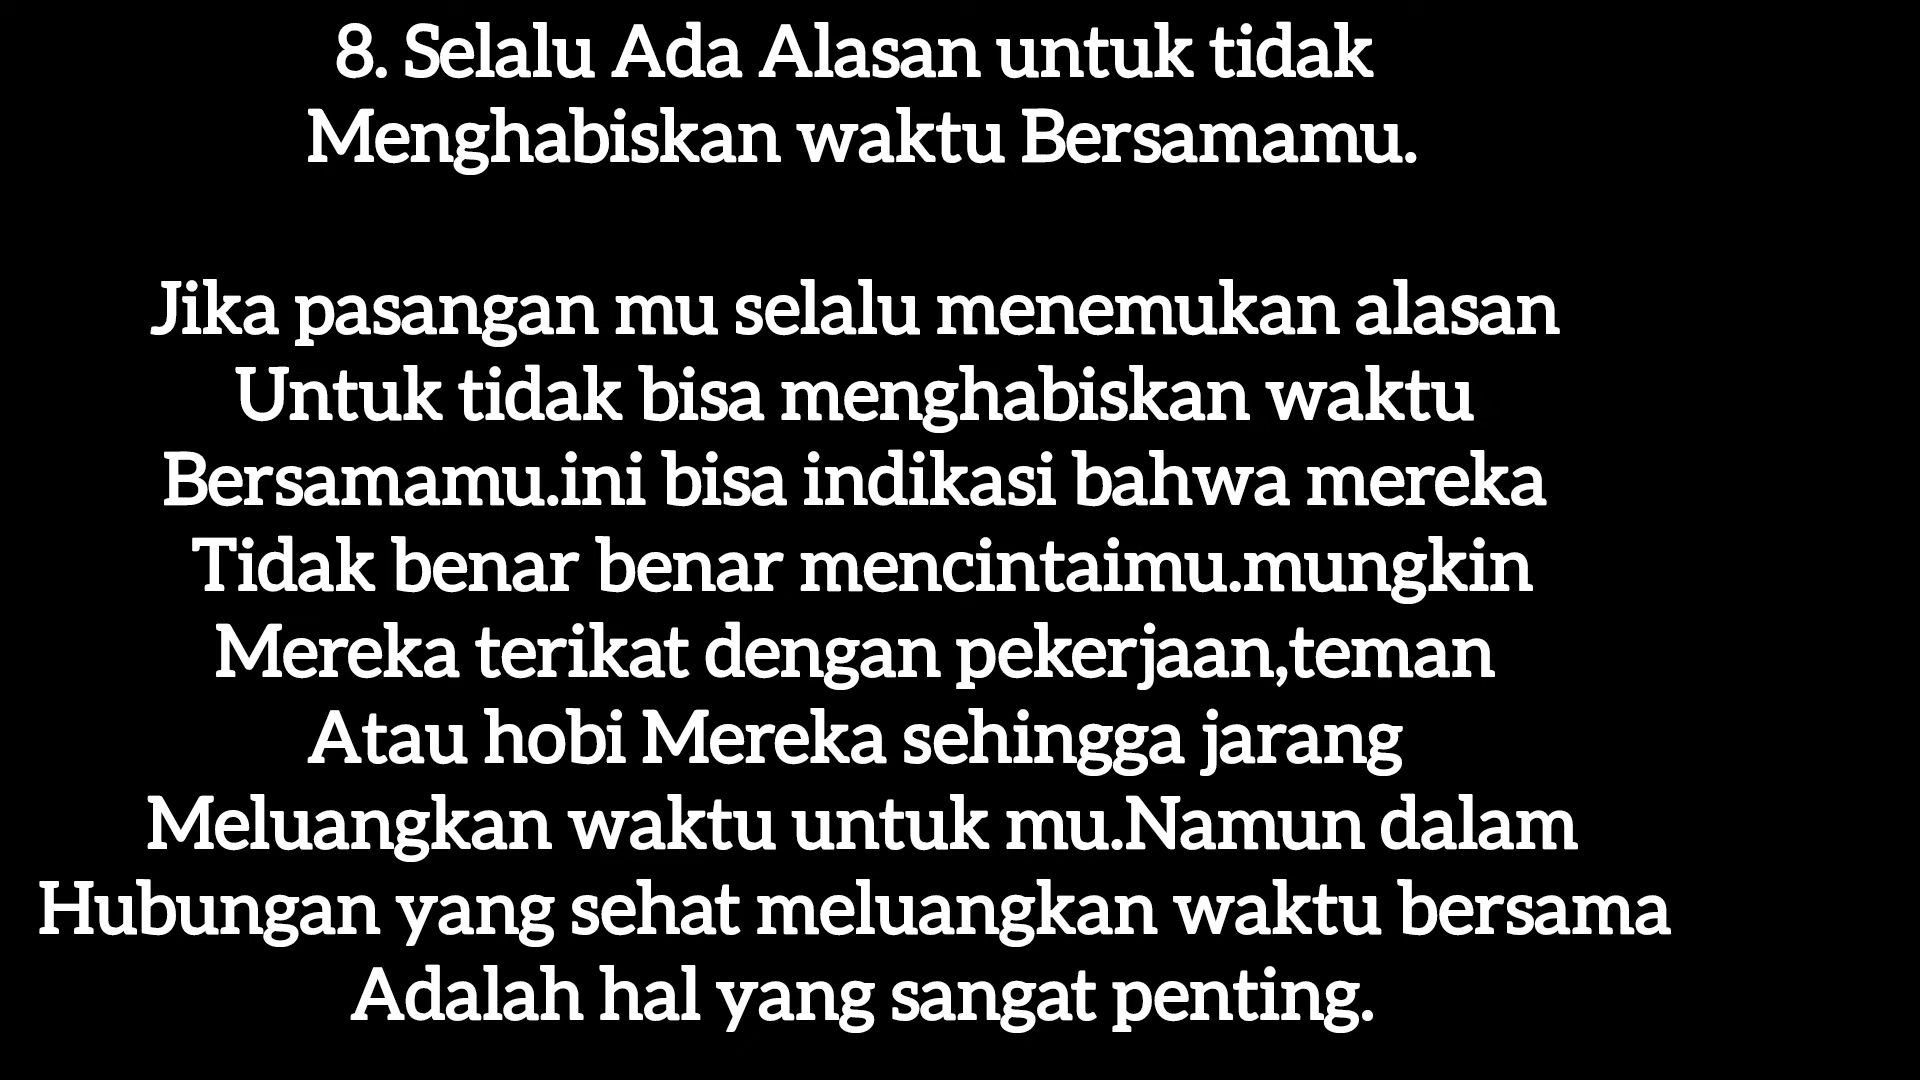 8. Selalu Ada Alasan untuk tidak
Menghabiskan waktu Bersamamu.
Jika pasangan mu selalu menemukan alasan
Untuk tidak bisa menghabiskan waktu
Bersamamu.ini bisa indikasi bahwa mereka
Tidak benar benar mencintaimu.mungkin
Mereka terikat dengan pekerjaan,teman
Atau hobi Mereka sehingga jarang
Meluangkan waktu untuk mu.Namun dalam
Hubungan yang sehat meluangkan waktu bersama
Adalah hal yang sangat penting.